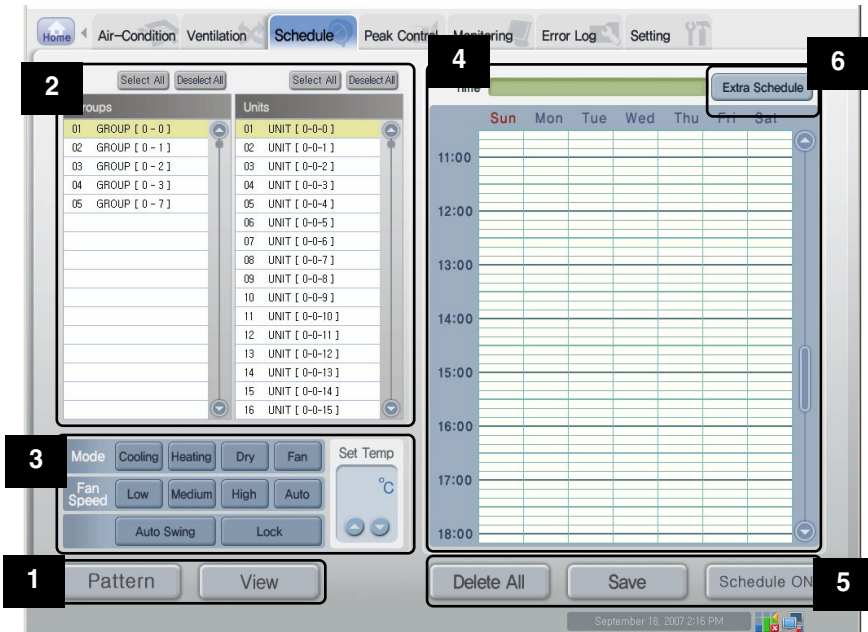 Home Air-Condition Ventilation Schedule Peak Control Monitoring Error Log Setting
2
Select All Deselect All Select All Deselect All
Groups
01 GROUP [ 0 - 0 ]
02 GROUP [ 0 - 1 ]
03 GROUP [ 0 - 2 ]
04 GROUP [ 0 - 3 ]
05 GROUP [ 0 - 7 ]
Units
01 UNIT [ 0-0-0 ]
02 UNIT [ 0-0-1 ]
03 UNIT [ 0-0-2 ]
04 UNIT [ 0-0-3 ]
05 UNIT [ 0-0-4 ]
06 UNIT [ 0-0-5 ]
07 UNIT [ 0-0-6 ]
08 UNIT [ 0-0-7 ]
09 UNIT [ 0-0-8 ]
10 UNIT [ 0-0-9 ]
11 UNIT [ 0-0-10 ]
12 UNIT [ 0-0-11 ]
13 UNIT [ 0-0-12 ]
14 UNIT [ 0-0-13 ]
15 UNIT [ 0-0-14 ]
16 UNIT [ 0-0-15 ]
3
Mode Cooling Heating Dry Fan
Fan Speed Low Medium High Auto
Auto Swing Lock
Set Temp
°C
1
Pattern View
4
6
Time
Extra Schedule
Sun Mon Tue Wed Thu Fri Sat
11:00
12:00
13:00
14:00
15:00
16:00
17:00
18:00
Delete All Save Schedule ON
5
September 18, 2007 2:16 PM